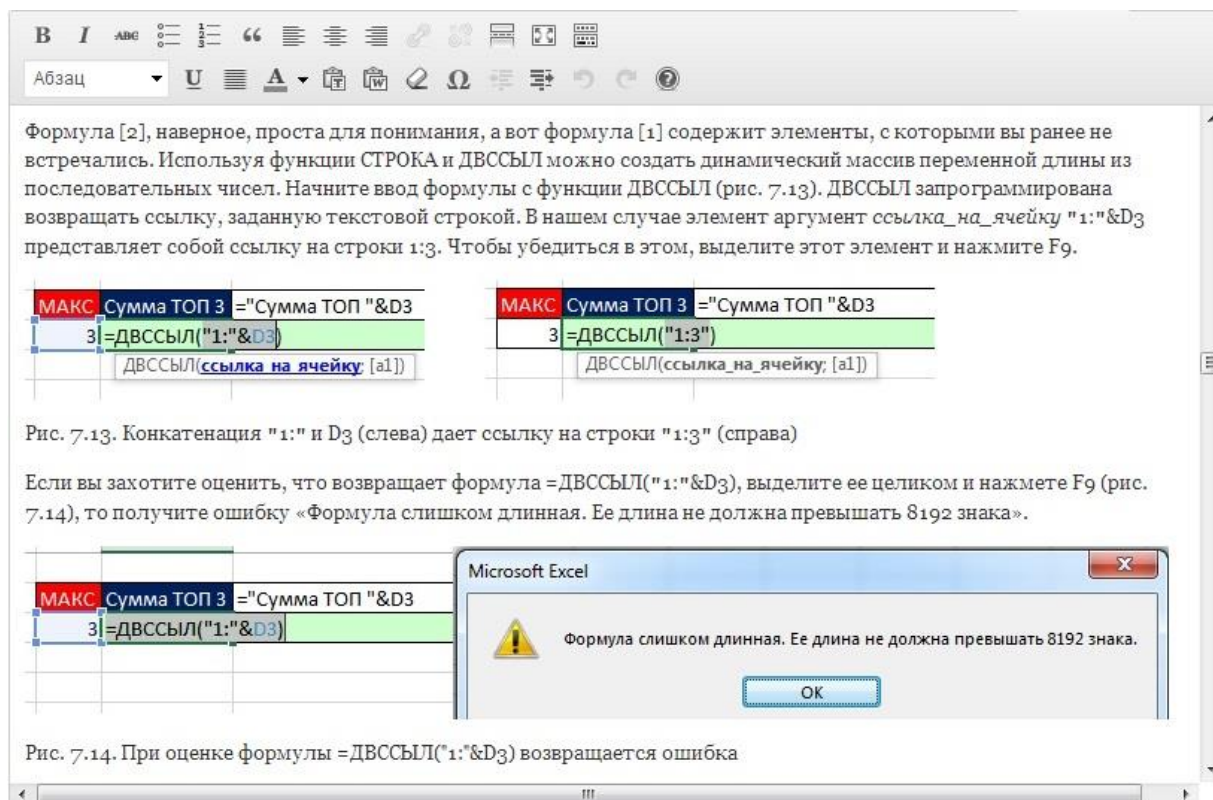 B I ABC
Абзац U A T W Ω
Формула [2], наверное, проста для понимания, а вот формула [1] содержит элементы, с которыми вы ранее не
встречались. Используя функции СТРОКА и ДВССЫЛ можно создать динамический массив переменной длины из
последовательных чисел. Начните ввод формулы с функции ДВССЫЛ (рис. 7.13). ДВССЫЛ запрограммирована
возвращать ссылку, заданную текстовой строкой. В нашем случае элемент аргумент ссылка_на_ячейку "1:"&D3
представляет собой ссылку на строки 1:3. Чтобы убедиться в этом, выделите этот элемент и нажмите F9.
МАКС Сумма ТОП 3 ="Сумма ТОП "&D3
3 =ДВССЫЛ("1:"&D3)
ДВССЫЛ(ссылка_на_ячейку; [a1])
МАКС Сумма ТОП 3 ="Сумма ТОП "&D3
3 =ДВССЫЛ("1:3")
ДВССЫЛ(ссылка_на_ячейку; [a1])
Рис. 7.13. Конкатенация "1:" и D3 (слева) дает ссылку на строки "1:3" (справа)
Если вы захотите оценить, что возвращает формула =ДВССЫЛ("1:"&D3), выделите ее целиком и нажмете F9 (рис.
7.14), то получите ошибку «Формула слишком длинная. Ее длина не должна превышать 8192 знака».
МАКС Сумма ТОП 3 ="Сумма ТОП "&D3
3 =ДВССЫЛ("1:"&D3)
Microsoft Excel
Формула слишком длинная. Ее длина не должна превышать 8192 знака.
ОК
Рис. 7.14. При оценке формулы =ДВССЫЛ("1:"&D3) возвращается ошибка